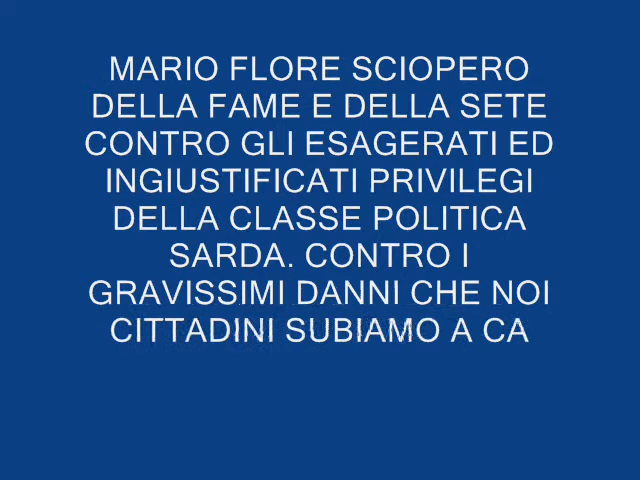 MARIO FLORE SCIOPERO
DELLA FAME E DELLA SETE
CONTRO GLI ESAGERATI ED
INGIUSTIFICATI PRIVILEGI
DELLA CLASSE POLITICA
SARDA. CONTRO I
GRAVISSIMI DANNI CHE NOI
CITTADINI SUBIAMO A CA